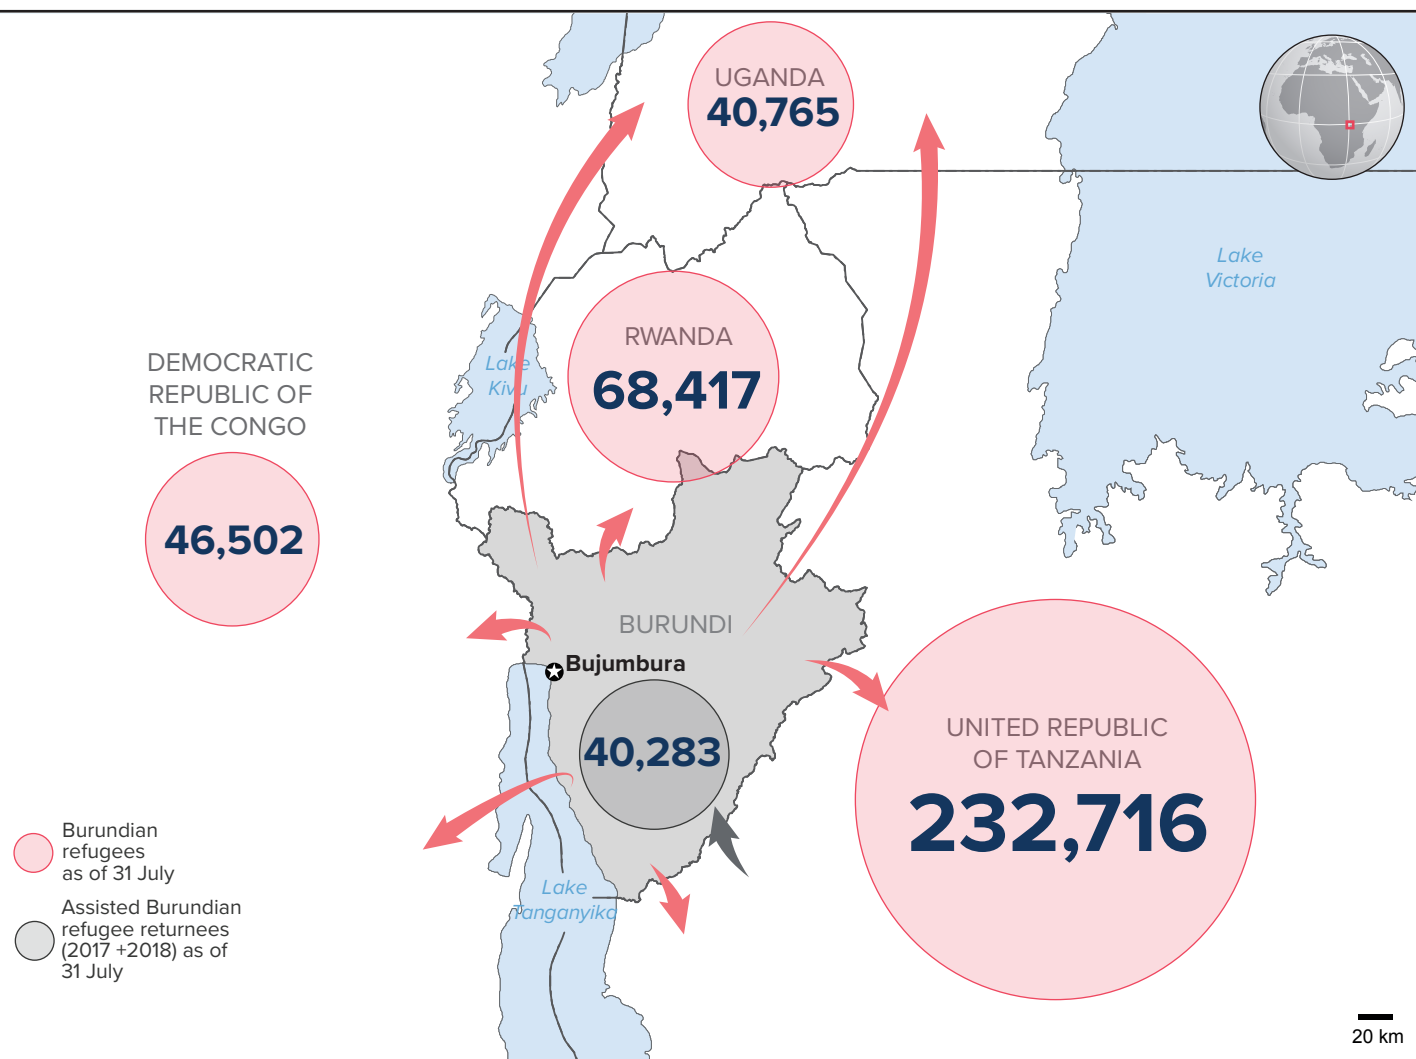 UGANDA
40,765
Lake
Victoria
RWANDA
68,417
Lake
Kivu
DEMOCRATIC
REPUBLIC OF
THE CONGO
46,502
BURUNDI
Bujumbura
40,283
UNITED REPUBLIC
OF TANZANIA
232,716
Lake
Tanganyika
Burundian
refugees
as of 31 July
Assisted Burundian
refugee returnees
(2017 +2018) as of
31 July
20 km